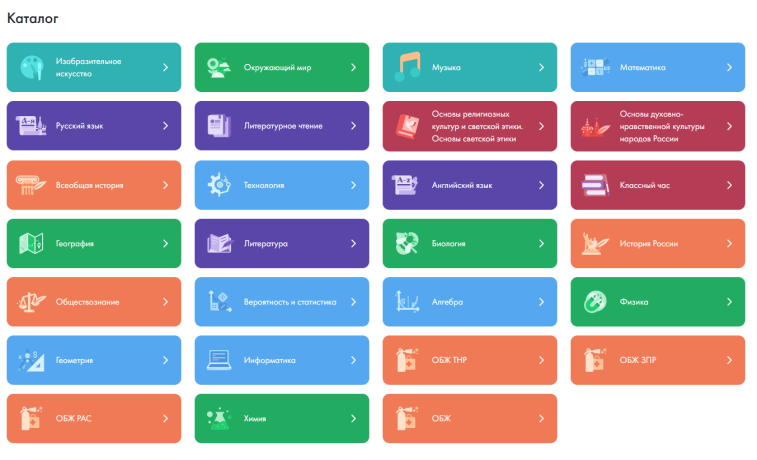 Каталог
Изобразительное
искусство
Окружающий мир
Музыка
Математика
Русский язык
Литературное чтение
Основы религиозных
культур и светской этики.
Основы светской этики
Основы духовно-
нравственной культуры
народов России
Всеобщая история
Технология
Английский язык
Классный час
География
Литература
Биология
История России
Обществознание
Вероятность и статистика
Алгебра
Физика
Геометрия
Информатика
ОБЖ ТНР
ОБЖ ЗПР
ОБЖ РАС
Химия
ОБЖ